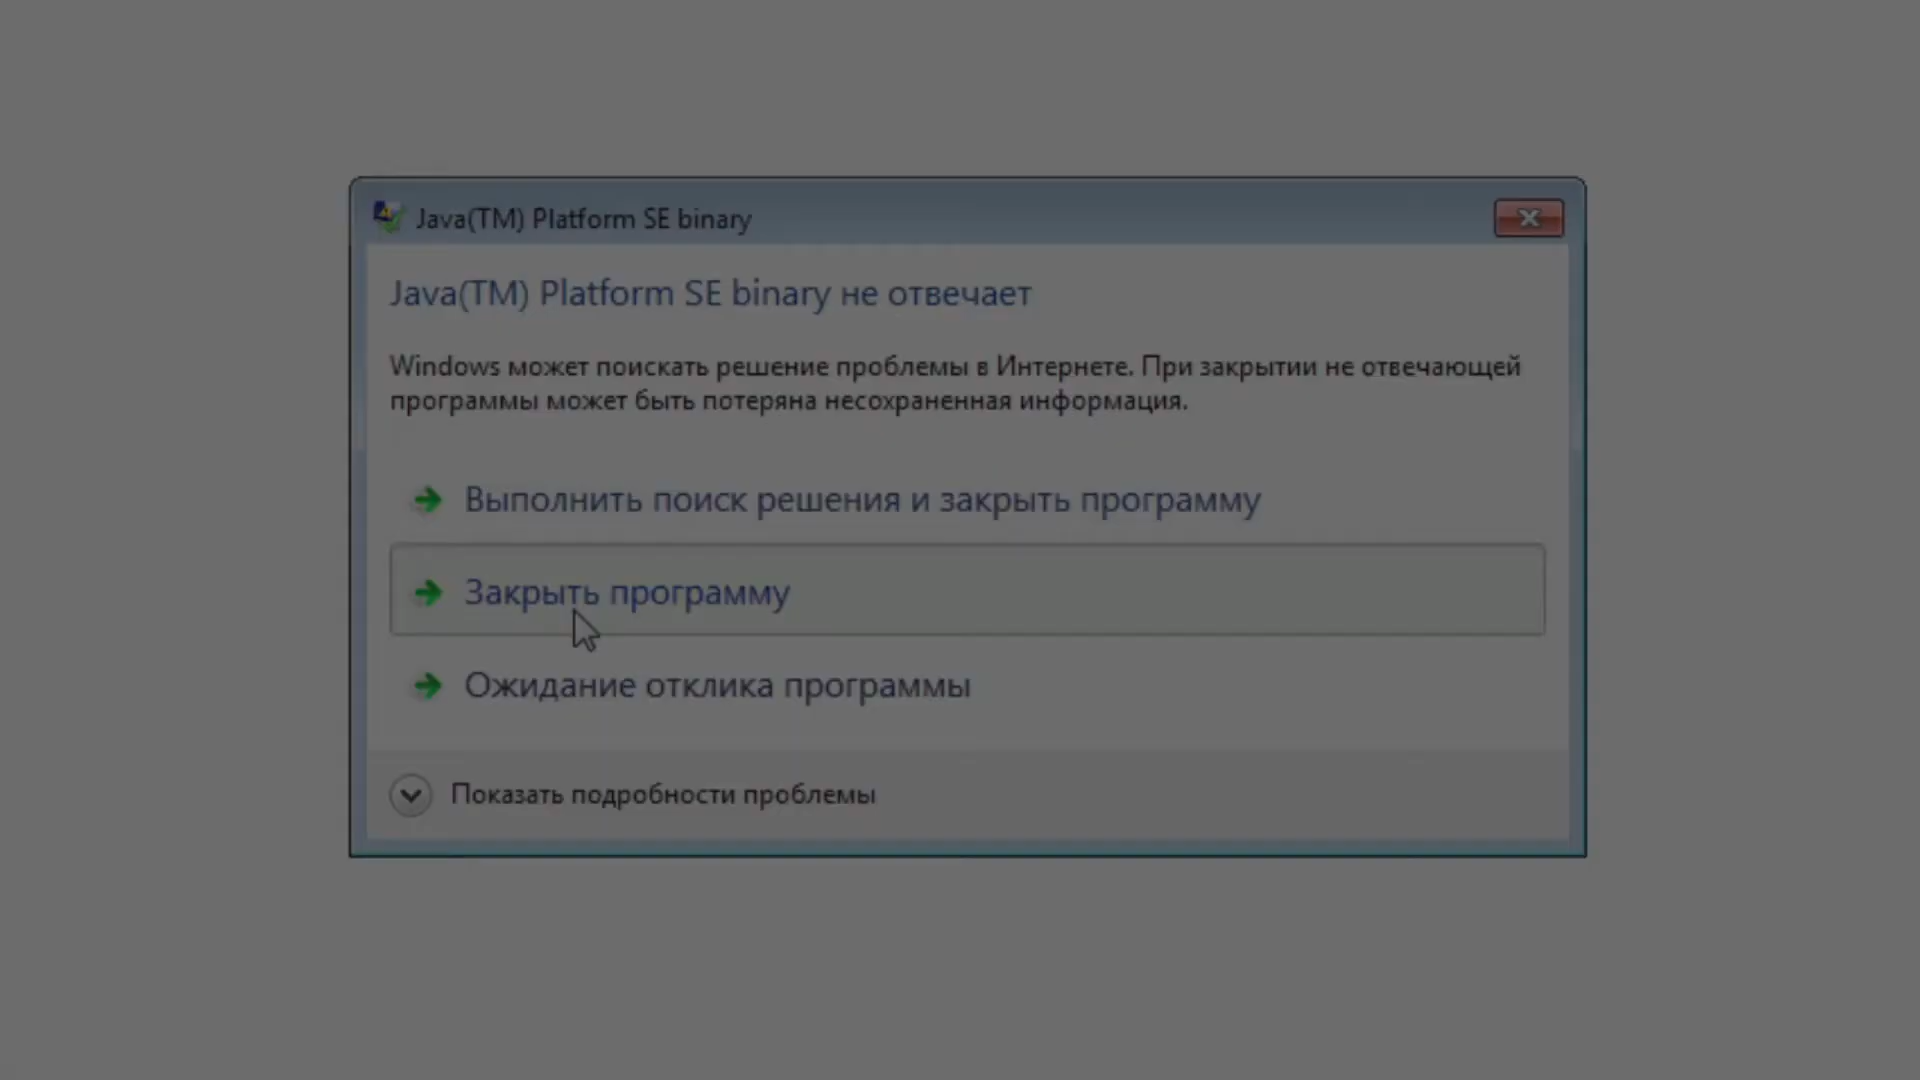 Java(TM) Platform SE binary
Java(TM) Platform SE binary не отвечает
Windows может поискать решение проблемы в Интернете. При закрытии не отвечающей
программы может быть потеряна несохраненная информация.
Выполнить поиск решения и закрыть программу
Закрыть программу
Ожидание отклика программы
Показать подробности проблемы